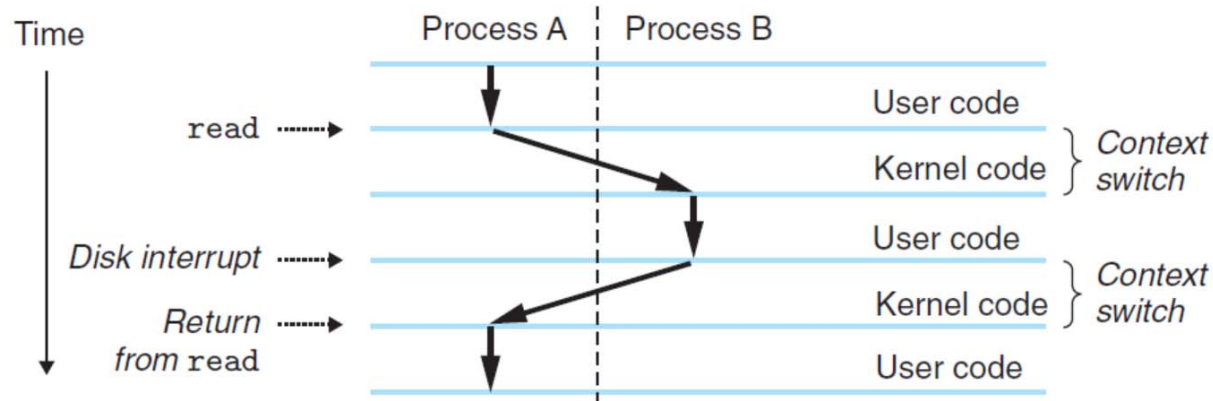 Time
Process A
Process B
User code
read
Context
switch
Kernel code
User code
Disk interrupt
Context
switch
Kernel code
Return
from read
User code